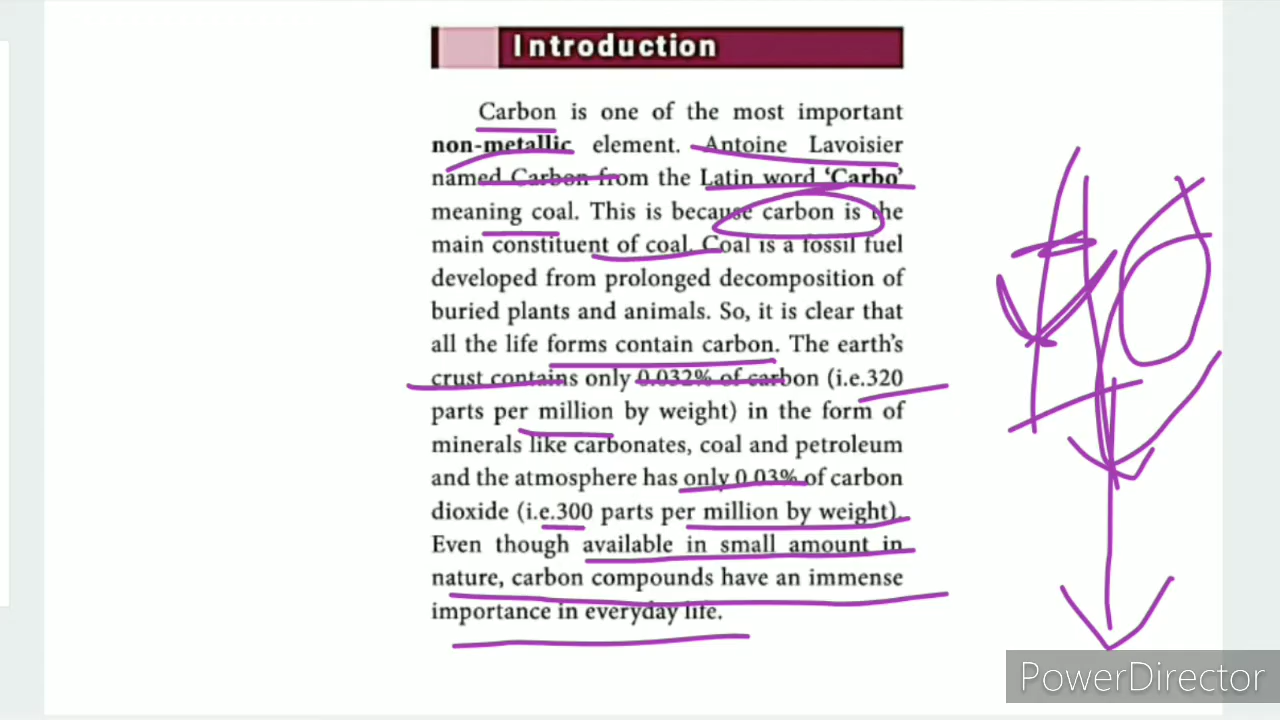 Introduction
Carbon is one of the most important
non-metallic element. Antoine Lavoisier
named Carbon from the Latin word ‘Carbo’
meaning coal. This is because carbon is the
main constituent of coal. Coal is a fossil fuel
developed from prolonged decomposition of
buried plants and animals. So, it is clear that
all the life forms contain carbon. The earth’s
crust contains only 0.032% of carbon (i.e.320
parts per million by weight) in the form of
minerals like carbonates, coal and petroleum
and the atmosphere has only 0.03% of carbon
dioxide (i.e.300 parts per million by weight).
Even though available in small amount in
nature, carbon compounds have an immense
importance in everyday life.
PowerDirector